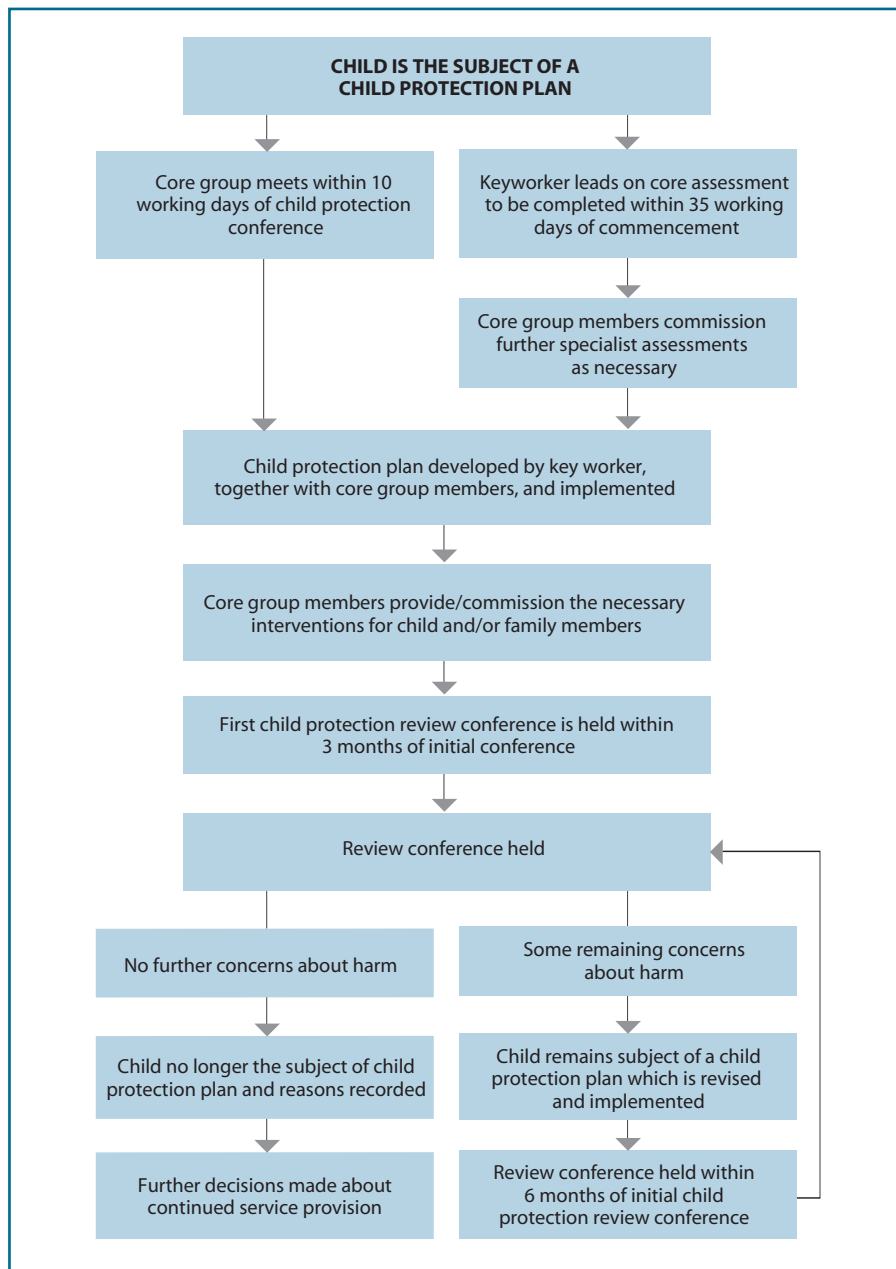 CHILD IS THE SUBJECT OF A
CHILD PROTECTION PLAN
Core group meets within 10
working days of child protection
conference
Keyworker leads on core assessment
to be completed within 35 working
days of commencement
Core group members commission
further specialist assessments
as necessary
Child protection plan developed by key worker,
together with core group members, and implemented
Core group members provide/commission the necessary
interventions for child and/or family members
First child protection review conference is held within
3 months of initial conference
Review conference held
No further concerns about harm
Some remaining concerns
about harm
Child no longer the subject of child
protection plan and reasons recorded
Child remains subject of a child
protection plan which is revised
and implemented
Further decisions made about
continued service provision
Review conference held within
6 months of initial child
protection review conference